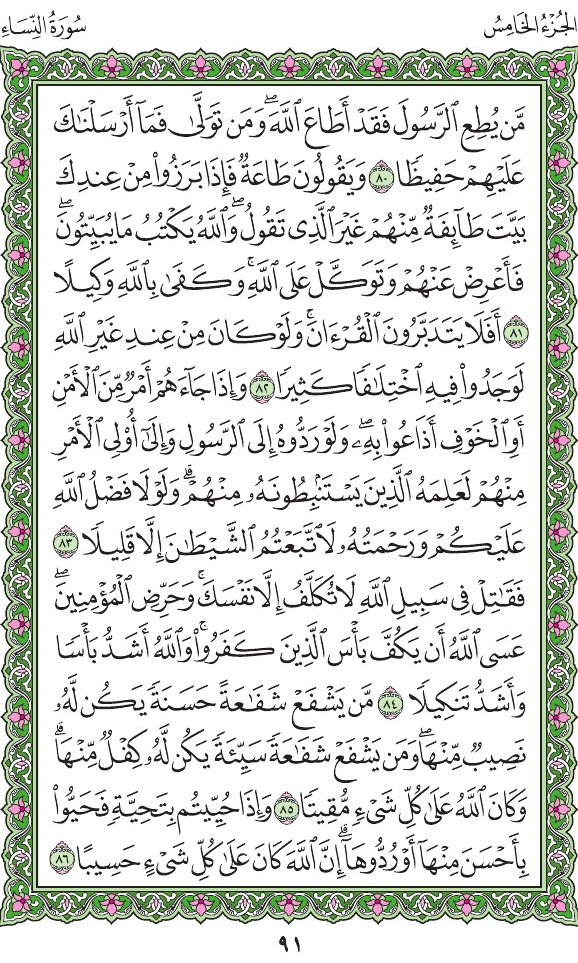 الجُزْءُ الخَامِسُ
سُورَةُ النِّسَاءِ
مَّن يُطِعِ ٱلرَّسُولَ فَقَدْ أَطَاعَ ٱللَّهَۖ وَمَن تَوَلَّىٰ فَمَآ أَرْسَلْنَٰكَ
عَلَيْهِمْ حَفِيظًا ٨٠ وَيَقُولُونَ طَاعَةٌ فَإِذَا بَرَزُوا۟ مِنْ عِندِكَ
بَيَّتَ طَآئِفَةٌ مِّنْهُمْ غَيْرَ ٱلَّذِى تَقُولُۖ وَٱللَّهُ يَكْتُبُ مَا يُبَيِّتُونَۖ
فَأَعْرِضْ عَنْهُمْ وَتَوَكَّلْ عَلَى ٱللَّهِۚ وَكَفَىٰ بِٱللَّهِ وَكِيلًا
٨١ أَفَلَا يَتَدَبَّرُونَ ٱلْقُرْءَانَۚ وَلَوْ كَانَ مِنْ عِندِ غَيْرِ ٱللَّهِ
لَوَجَدُوا۟ فِيهِ ٱخْتِلَٰفًا كَثِيرًا ٨٢ وَإِذَا جَآءَهُمْ أَمْرٌ مِّنَ ٱلْأَمْنِ
أَوِ ٱلْخَوْفِ أَذَاعُوا۟ بِهِۦۖ وَلَوْ رَدُّوهُ إِلَى ٱلرَّسُولِ وَإِلَىٰٓ أُو۟لِى ٱلْأَمْرِ
مِنْهُمْ لَعَلِمَهُ ٱلَّذِينَ يَسْتَنۢبِطُونَهُۥ مِنْهُمْۗ وَلَوْلَا فَضْلُ ٱللَّهِ
عَلَيْكُمْ وَرَحْمَتُهُۥ لَٱتَّبَعْتُمُ ٱلشَّيْطَٰنَ إِلَّا قَلِيلًا ٨٣
فَقَٰتِلْ فِى سَبِيلِ ٱللَّهِ لَا تُكَلَّفُ إِلَّا نَفْسَكَۚ وَحَرِّضِ ٱلْمُؤْمِنِينَۖ
عَسَى ٱللَّهُ أَن يَكُفَّ بَأْسَ ٱلَّذِينَ كَفَرُوا۟ۚ وَٱللَّهُ أَشَدُّ بَأْسًا
وَأَشَدُّ تَنكِيلًا ٨٤ مَّن يَشْفَعْ شَفَٰعَةً حَسَنَةً يَكُن لَّهُۥ
نَصِيبٌ مِّنْهَاۖ وَمَن يَشْفَعْ شَفَٰعَةً سَيِّئَةً يَكُن لَّهُۥ كِفْلٌ مِّنْهَاۗ
وَكَانَ ٱللَّهُ عَلَىٰ كُلِّ شَىْءٍ مُّقِيتًا ٨٥ وَإِذَا حُيِّيتُم بِتَحِيَّةٍ فَحَيُّوا۟
بِأَحْسَنَ مِنْهَآ أَوْ رُدُّوهَآۗ إِنَّ ٱللَّهَ كَانَ عَلَىٰ كُلِّ شَىْءٍ حَسِيبًا ٨٦
٩١